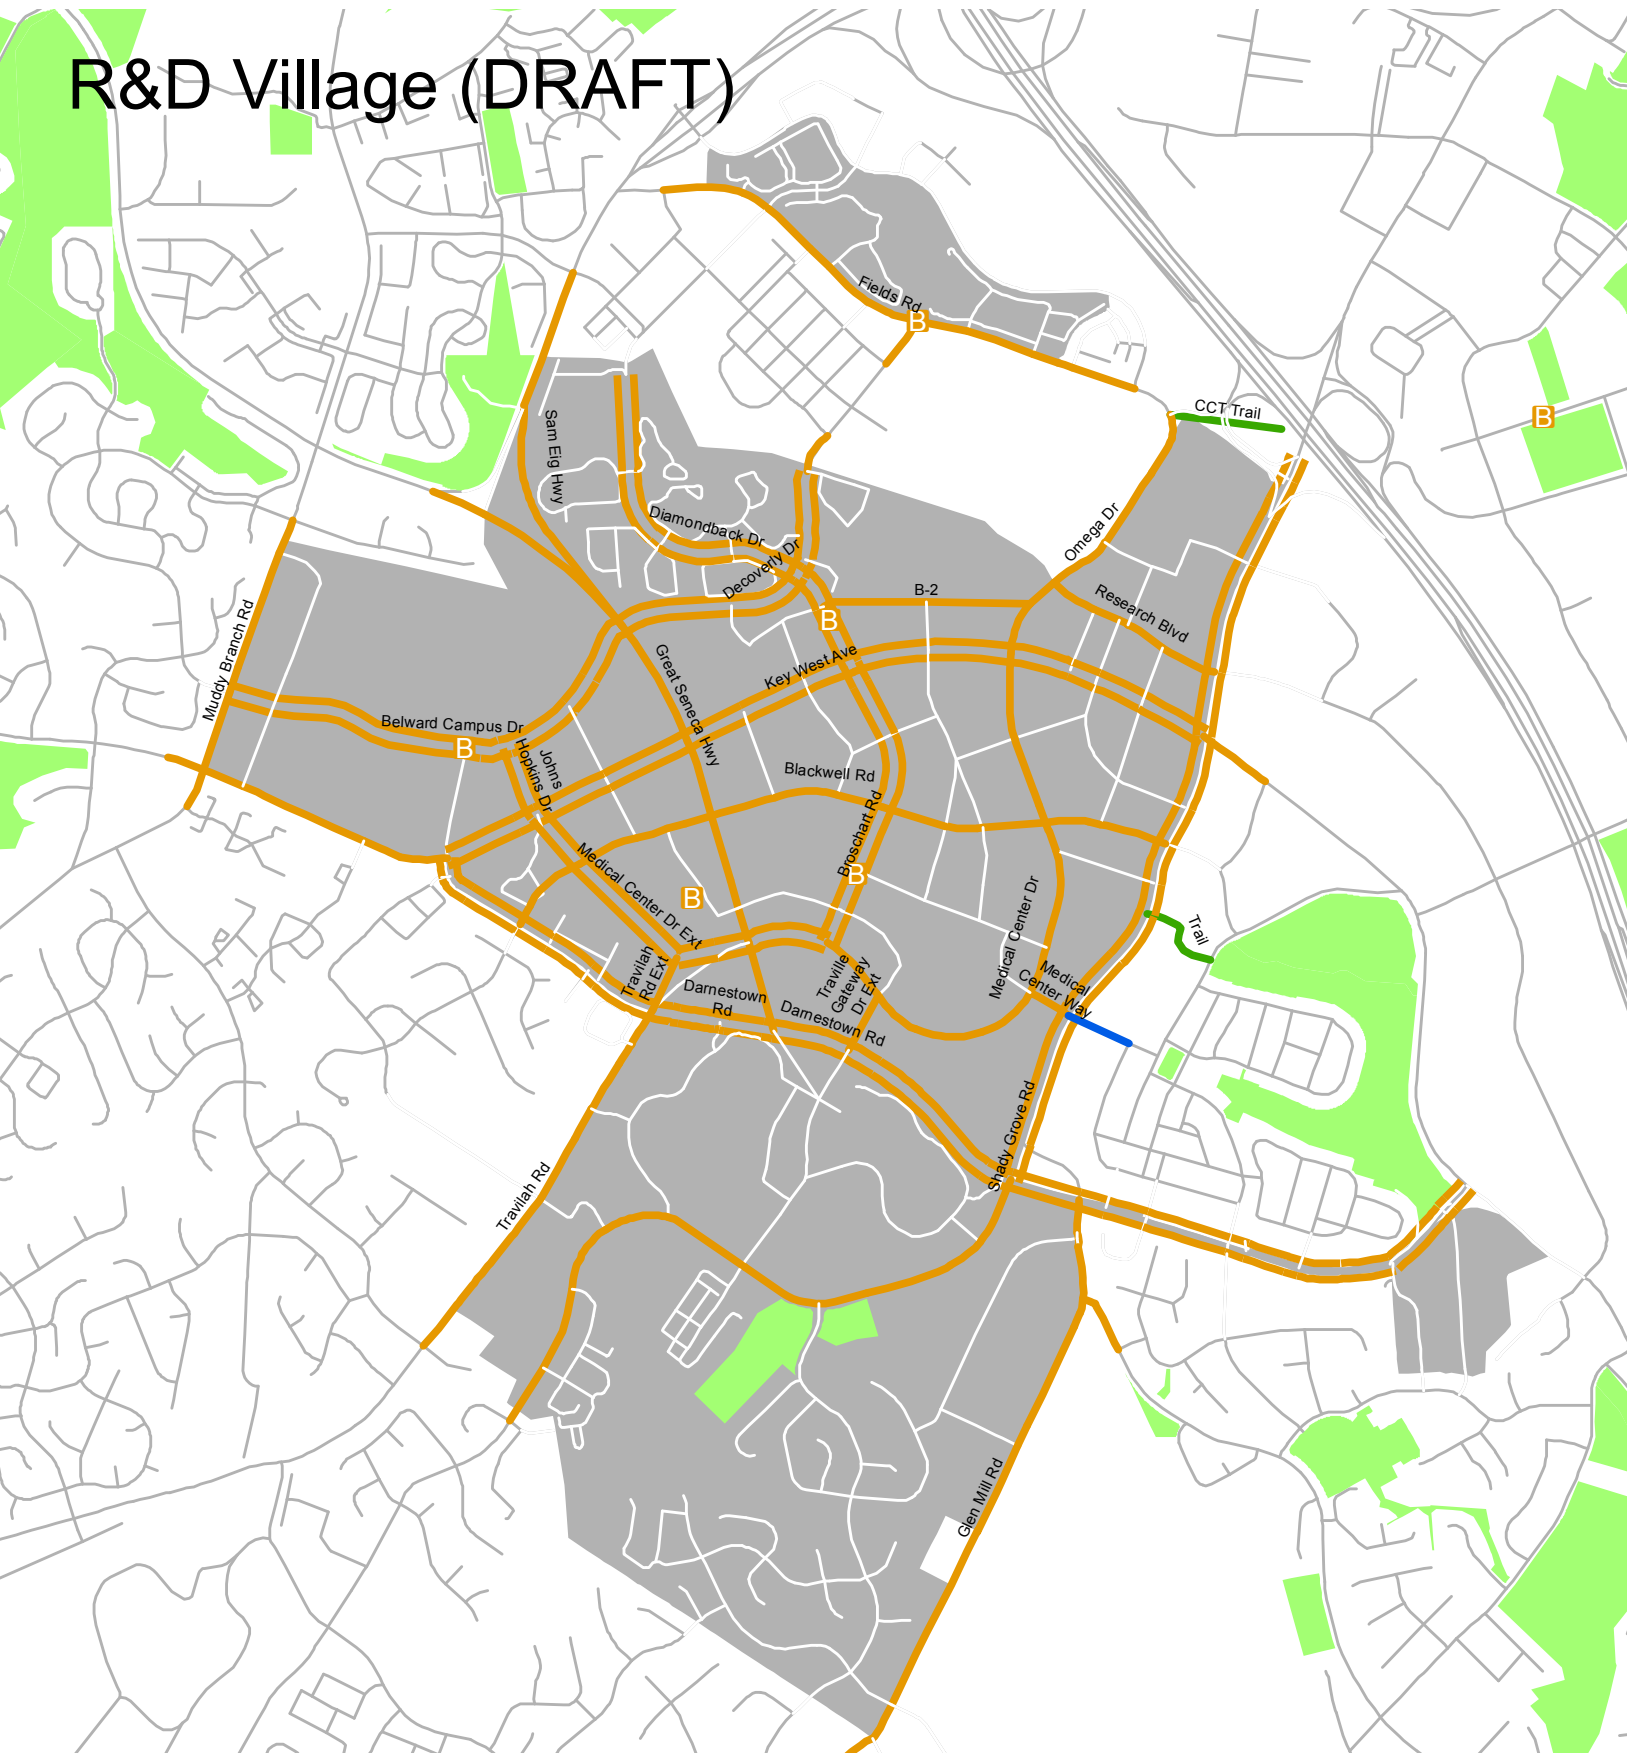 R&D Village (DRAFT)
Fields Rd
B
CCT Trail
B
Sam Eig Hwy
Omega Dr
Diamondback Dr
Decoverly Dr
B-2
Research Blvd
B
Muddy Branch Rd
Great Seneca Hwy
Key West Ave
Belward Campus Dr
B
Johns
Hopkins Dr
Blackwell Rd
Broschart Rd
B
Medical Center Dr Ext
B
Medical Center Dr
Trail
Travilah
Rd Ext
Traville
Gateway
Dr Ext
Medical
Center Way
Darnestown
Rd
Darnestown Rd
Shady Grove Rd
Travilah Rd
Glen Mill Rd